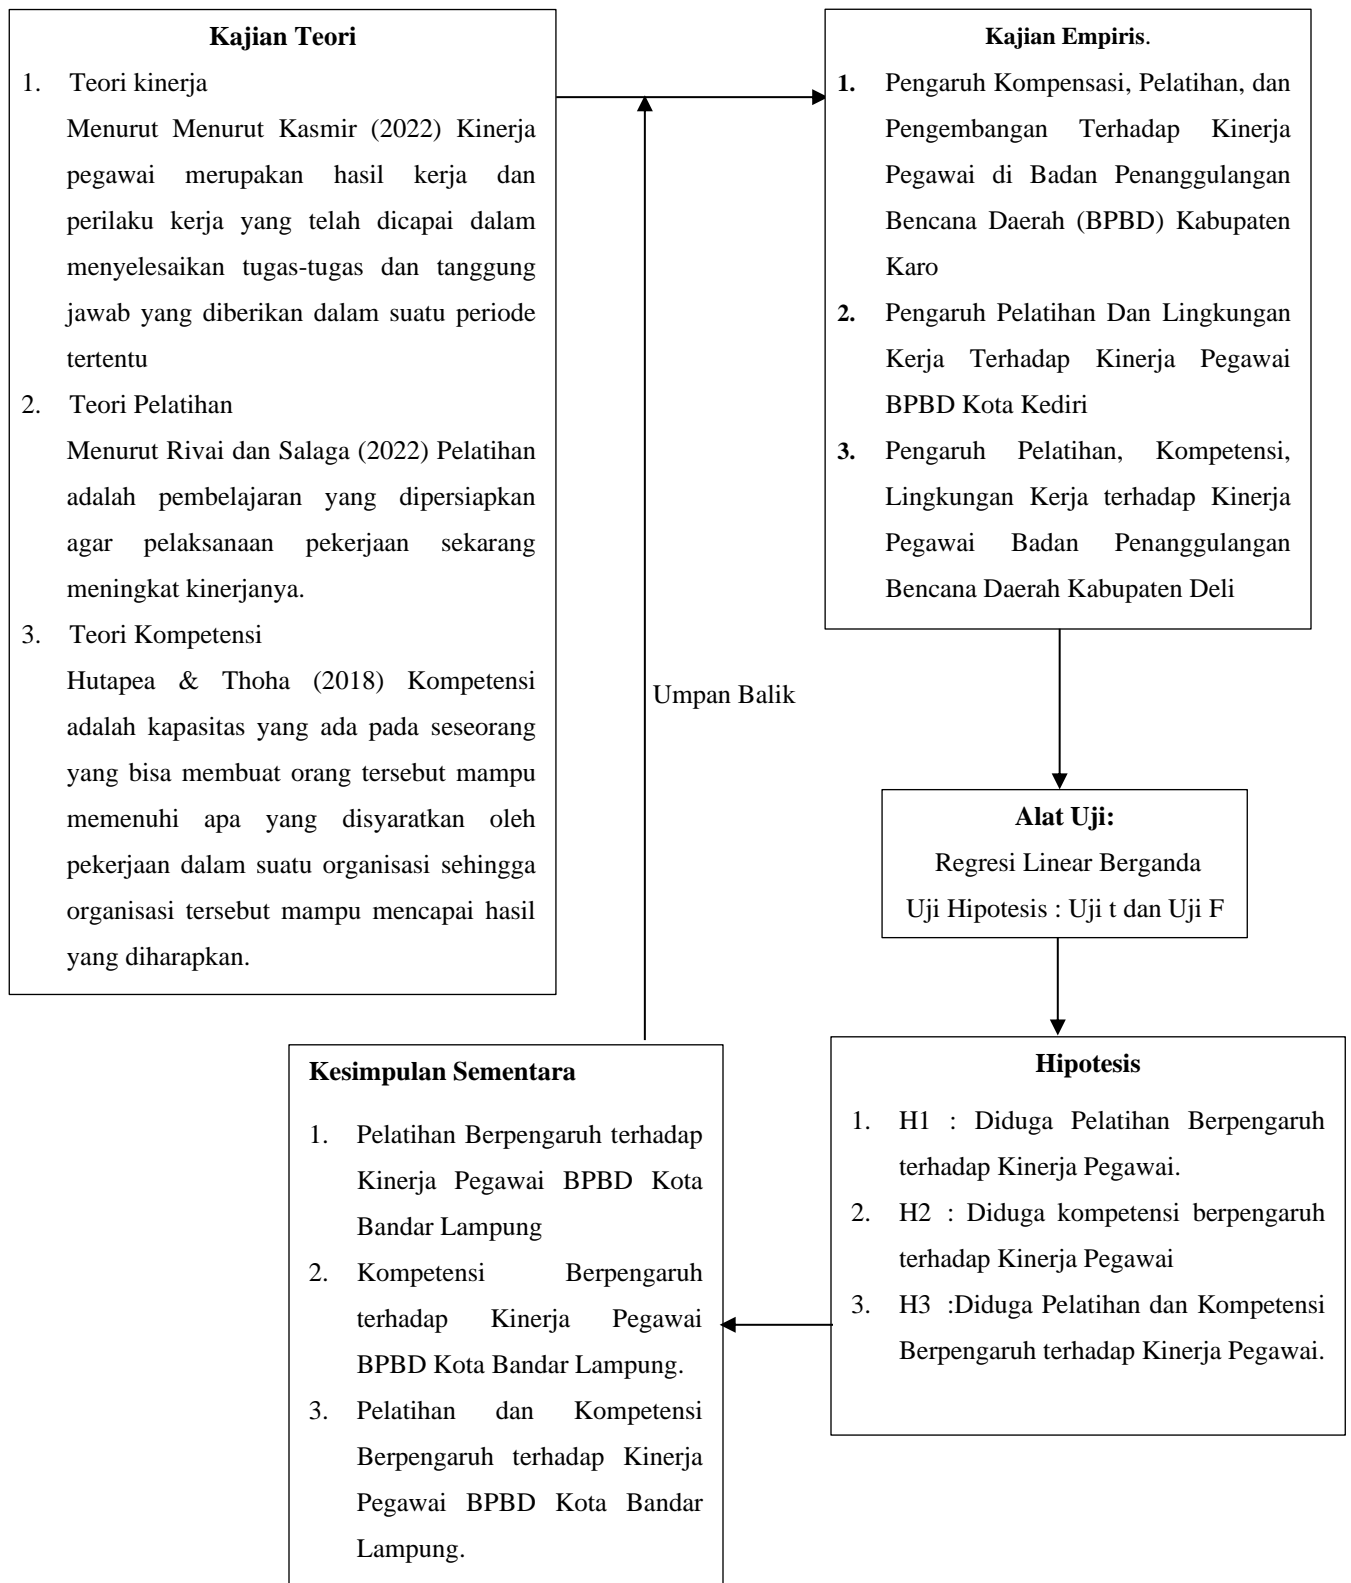 Kajian Teori
1. Teori kinerja
Menurut Menurut Kasmir (2022) Kinerja
pegawai merupakan hasil kerja dan
perilaku kerja yang telah dicapai dalam
menyelesaikan tugas-tugas dan tanggung
jawab yang diberikan dalam suatu periode
tertentu
2. Teori Pelatihan
Menurut Rivai dan Salaga (2022) Pelatihan
adalah pembelajaran yang dipersiapkan
agar pelaksanaan pekerjaan sekarang
meningkat kinerjanya.
3. Teori Kompetensi
Hutapea & Thoha (2018) Kompetensi
adalah kapasitas yang ada pada seseorang
yang bisa membuat orang tersebut mampu
memenuhi apa yang disyaratkan oleh
pekerjaan dalam suatu organisasi sehingga
organisasi tersebut mampu mencapai hasil
yang diharapkan.
Kajian Empiris.
1. Pengaruh Kompensasi, Pelatihan, dan
Pengembangan Terhadap Kinerja
Pegawai di Badan Penanggulangan
Bencana Daerah (BPBD) Kabupaten
Karo
2. Pengaruh Pelatihan Dan Lingkungan
Kerja Terhadap Kinerja Pegawai
BPBD Kota Kediri
3. Pengaruh Pelatihan, Kompetensi,
Lingkungan Kerja terhadap Kinerja
Pegawai Badan Penanggulangan
Bencana Daerah Kabupaten Deli
Umpan Balik
Alat Uji:
Regresi Linear Berganda
Uji Hipotesis : Uji t dan Uji F
Hipotesis
1. H1 : Diduga Pelatihan Berpengaruh
terhadap Kinerja Pegawai.
2. H2 : Diduga kompetensi berpengaruh
terhadap Kinerja Pegawai
3. H3 :Diduga Pelatihan dan Kompetensi
Berpengaruh terhadap Kinerja Pegawai.
Kesimpulan Sementara
1. Pelatihan Berpengaruh terhadap
Kinerja Pegawai BPBD Kota
Bandar Lampung
2. Kompetensi Berpengaruh
terhadap Kinerja Pegawai
BPBD Kota Bandar Lampung.
3. Pelatihan dan Kompetensi
Berpengaruh terhadap Kinerja
Pegawai BPBD Kota Bandar
Lampung.